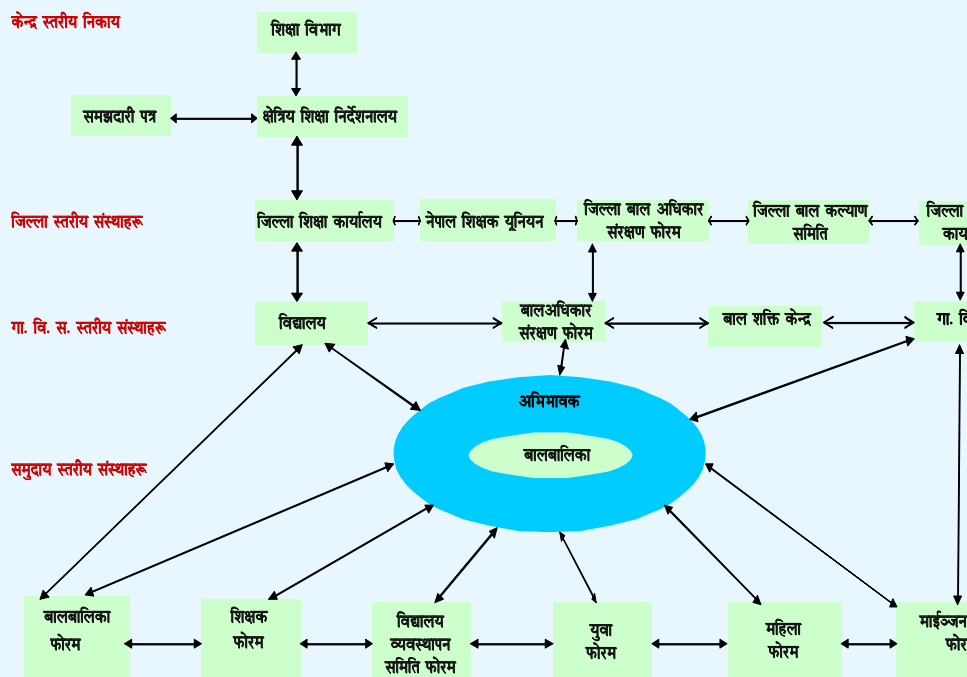 केन्द्र स्तरीय निकाय
शिक्षा विभाग
समझदारी पत्र
क्षेत्रिय शिक्षा निर्देशनालय
जिल्ला स्तरीय संस्थाहरू
जिल्ला शिक्षा कार्यालय
नेपाल शिक्षक यूनियन
जिल्ला बाल अधिकार
संरक्षण फोरम
जिल्ला बाल कल्याण
समिति
जिल्ला
गा. वि. स. स्तरीय संस्थाहरू
विद्यालय
बालअधिकार
संरक्षण फोरम
बाल शक्ति केन्द्र
गा.
अभिभावक
बालबालिका
समुदाय स्तरीय संस्थाहरू
बालबालिका
फोरम
शिक्षक
फोरम
विद्यालय
व्यवस्थापन
समिति फोरम
युवा
फोरम
महिला
फोरम